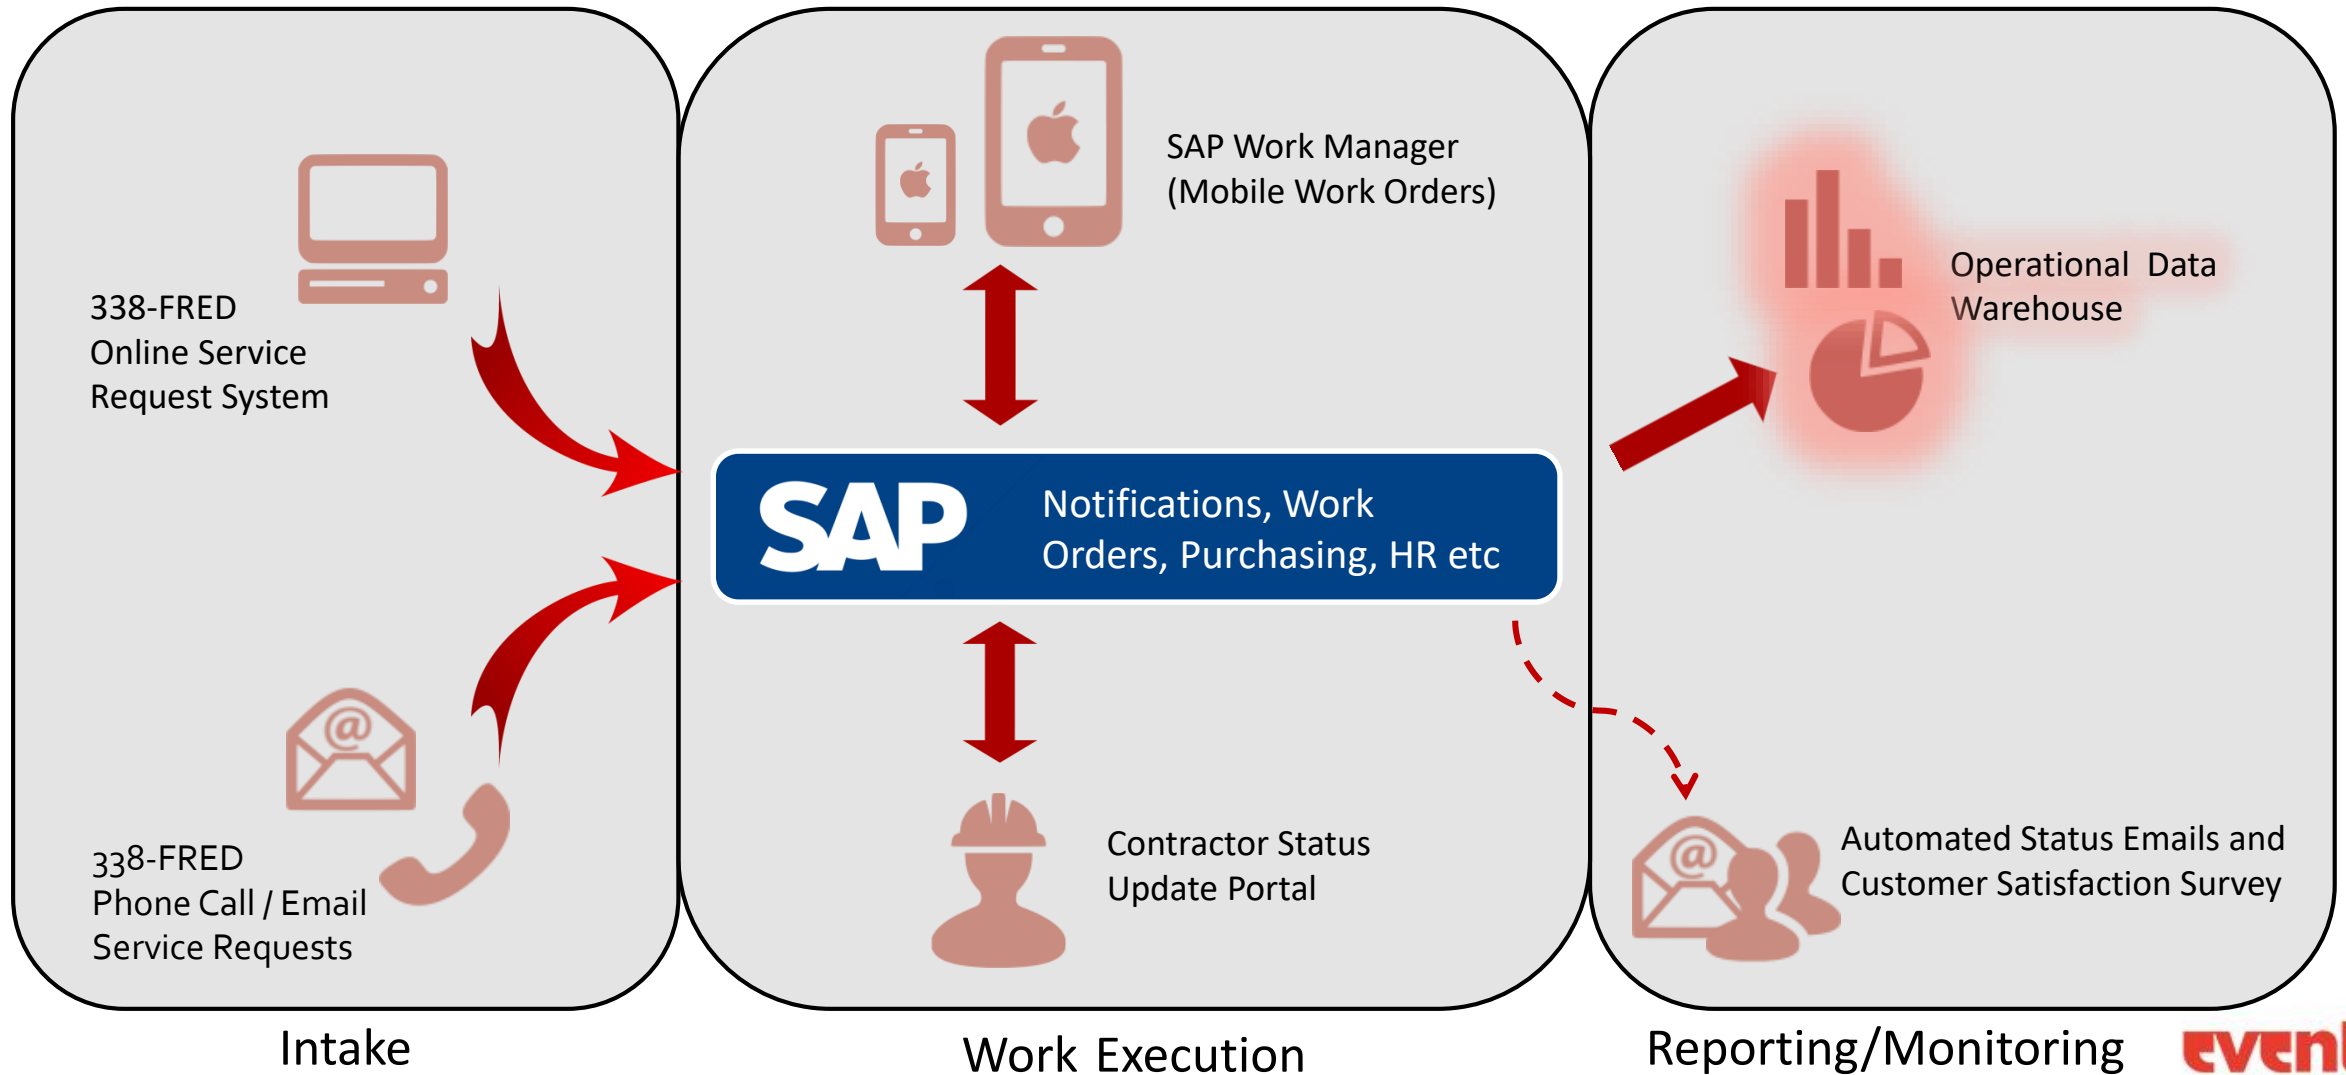 338-FRED
Online Service
Request System
338-FRED
Phone Call / Email
Service Requests
Intake
SAP Work Manager
(Mobile Work Orders)
SAP
Notifications, Work
Orders, Purchasing, HR etc
Contractor Status
Update Portal
Work Execution
Operational Data
Warehouse
@
@
Automated Status Emails and
Customer Satisfaction Survey
Reporting/Monitoring